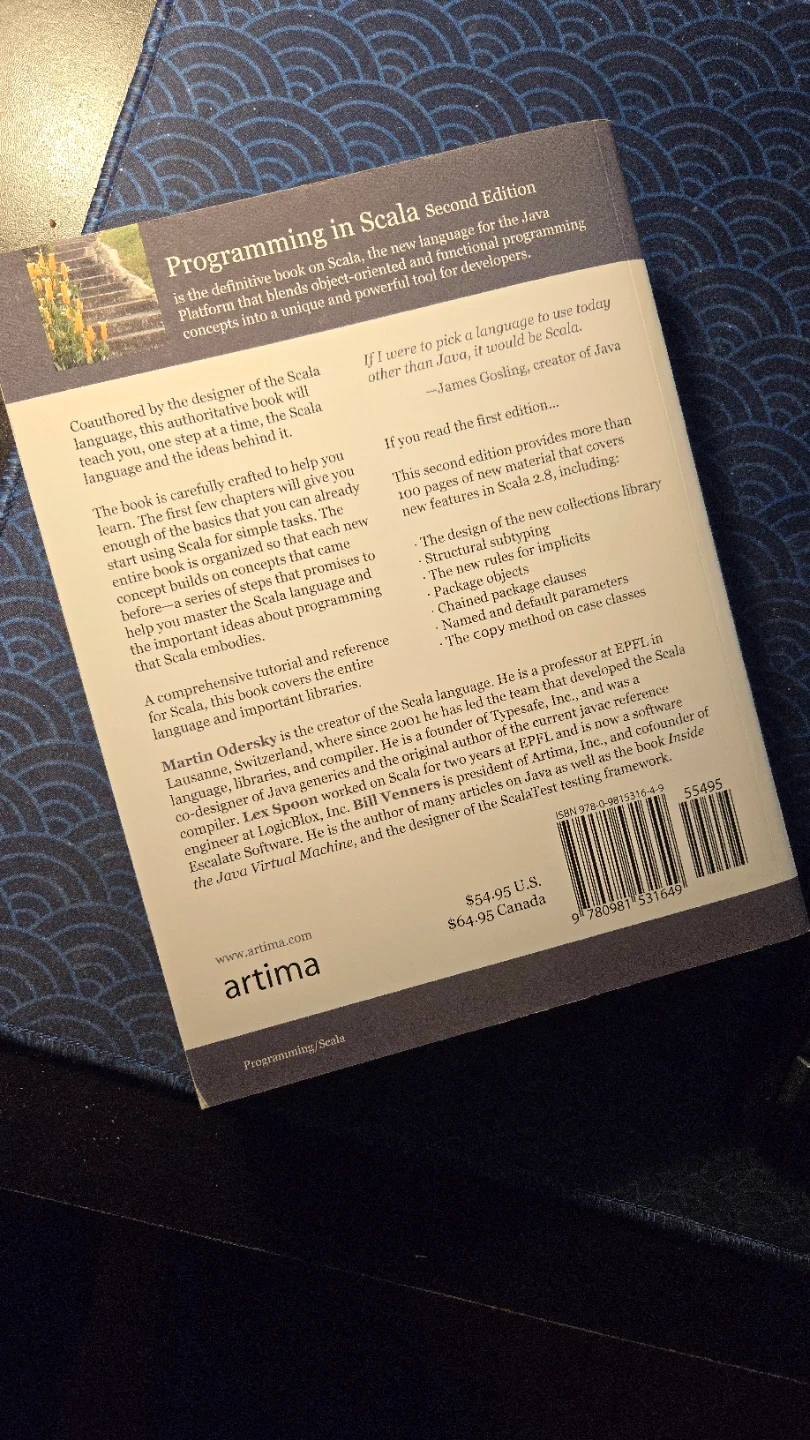 Programming in Scala Second Edition
is the definitive book on Scala, the new language for the Java
Platform that blends object-oriented and functional programming
concepts into a unique and powerful tool for developers.
Coauthored by the designer of the Scala
language, this authoritative book will
teach you, one step at a time, the Scala
language and the ideas behind it.
The book is carefully crafted to help you
learn. The first few chapters will give you
enough of the basics that you can already
start using Scala for simple tasks. The
entire book is organized so that each new
concept builds on concepts that came
before—a series of steps that promises to
help you master the Scala language and
the important ideas about programming
that Scala embodies.
A comprehensive tutorial and reference
for Scala, this book covers the entire
language and important libraries.
If I were to pick a language to use today
other than Java, it would be Scala.
—James Gosling, creator of Java
If you read the first edition...
This second edition provides more than
100 pages of new material that covers
new features in Scala 2.8, including:
· The design of the new collections library
· Structural subtyping
· The new rules for implicits
· Package objects
· Chained package clauses
· Named and default parameters
· The copy method on case classes
Martin Odersky is the creator of the Scala language. He is a professor at EPFL in
Lausanne, Switzerland, where since 2001 he has led the team that developed the Scala
language, libraries, and compiler. He is a founder of Typesafe, Inc., and was a
co-designer of Java generics and the original author of the current javac reference
compiler. Lex Spoon worked on Scala for two years at EPFL and is now a software
engineer at LogicBlox, Inc. Bill Venners is president of Artima, Inc., and cofounder of
Escalate Software. He is the author of many articles on Java as well as the book Inside
the Java Virtual Machine, and the designer of the ScalaTest testing framework.
ISBN 978-0-9815316-4-9
55495
9 780981 531649
$54.95 U.S.
$64.95 Canada
www.artima.com
artima
Programming/Scala